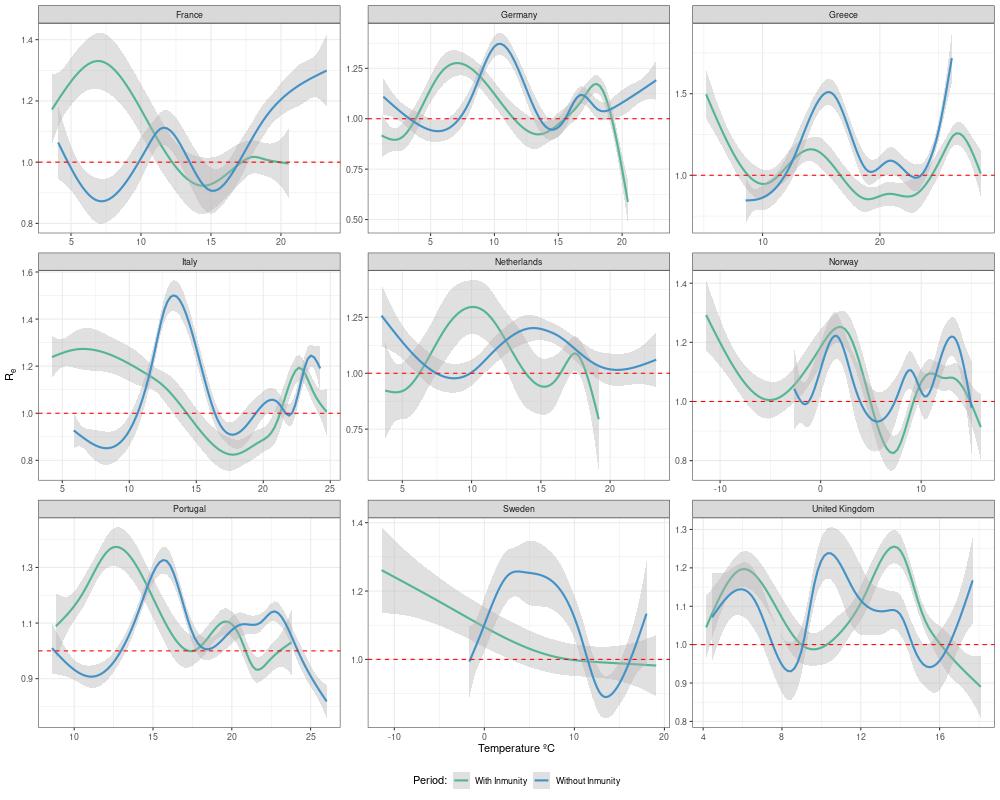 France
Germany
Greece
1.4
1.2
1.0
0.8
5 10 15 20
1.25
1.00
0.75
0.50
5 10 15 20
1.5
1.0
10 20
Italy
Netherlands
Norway
1.6
1.4
1.2
1.0
0.8
5 10 15 20 25
1.25
1.00
0.75
5 10 15 20
1.4
1.2
1.0
0.8
-10 0 10
Re
Portugal
Sweden
United Kingdom
1.3
1.1
0.9
10 15 20 25
1.4
1.2
1.0
-10 0 10 20
1.3
1.2
1.1
1.0
0.9
0.8
4 8 12 16
Temperature ºC
Period: With Inmunity Without Inmunity